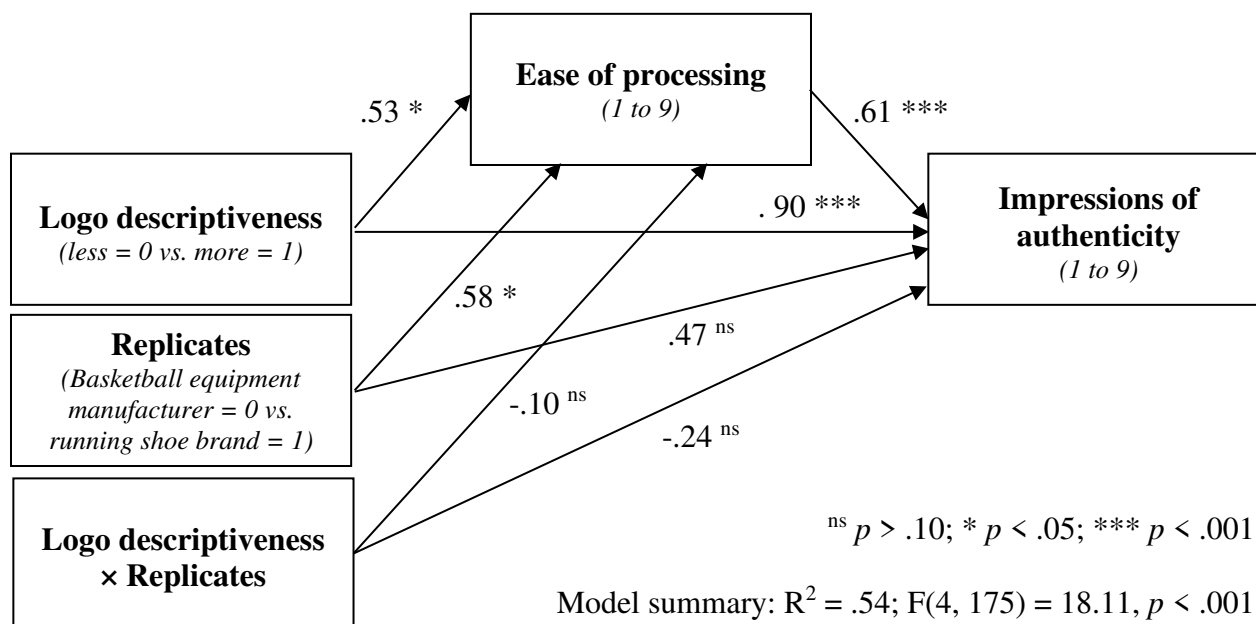 Ease of processing
(1 to 9)
.53 *
.61 ***
Logo descriptiveness
(less = 0 vs. more = 1)
. 90 ***
Impressions of
authenticity
(1 to 9)
.58 *
Replicates
(Basketball equipment
manufacturer = 0 vs.
running shoe brand = 1)
.47 ns
-.10 ns
-.24 ns
Logo descriptiveness
× Replicates
ns p > .10; * p < .05; *** p < .001
Model summary: R2 = .54; F(4, 175) = 18.11, p < .001